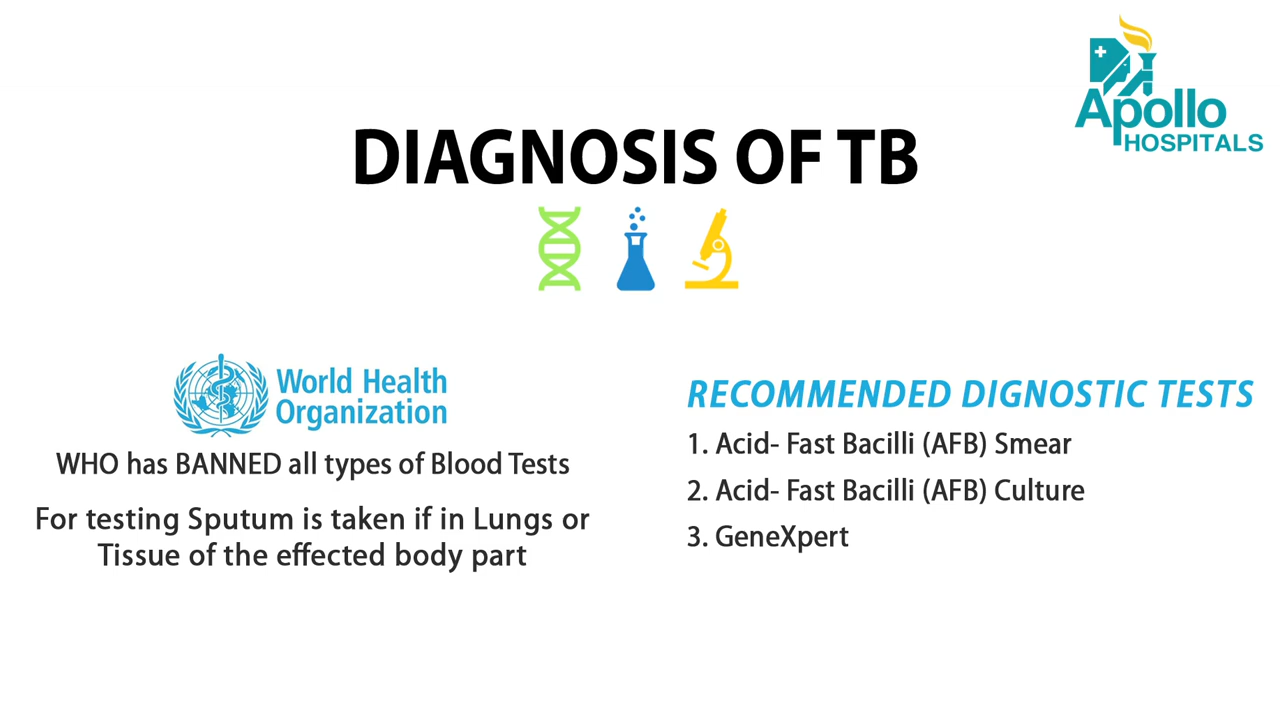 Apollo
HOSPITALS
DIAGNOSIS OF TB
World Health
Organization
WHO has BANNED all types of Blood Tests
For testing Sputum is taken if in Lungs or
Tissue of the effected body part
RECOMMENDED DIGNOSTIC TESTS
1. Acid- Fast Bacilli (AFB) Smear
2. Acid- Fast Bacilli (AFB) Culture
3. GeneXpert